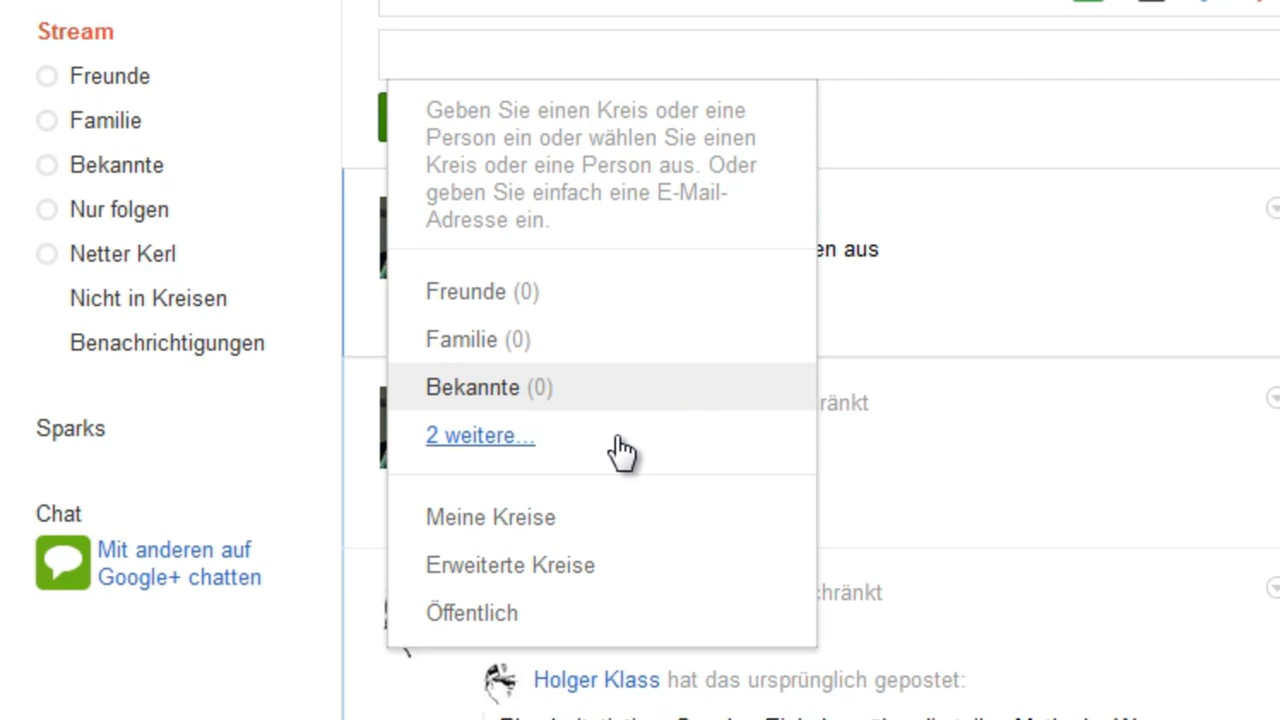 Stream
Freunde
Familie
Bekannte
Nur folgen
Netter Kerl
Nicht in Kreisen
Benachrichtigungen
Sparks
Chat
Mit anderen auf
Google+ chatten
Geben Sie einen Kreis oder eine
Person ein oder wählen Sie einen
Kreis oder eine Person aus. Oder
geben Sie einfach eine E-Mail-
Adresse ein.
Freunde (0)
Familie (0)
Bekannte (0)
2 weitere...
Meine Kreise
Erweiterte Kreise
Öffentlich
en aus
ränkt
hränkt
Holger Klass hat das ursprünglich gepostet: